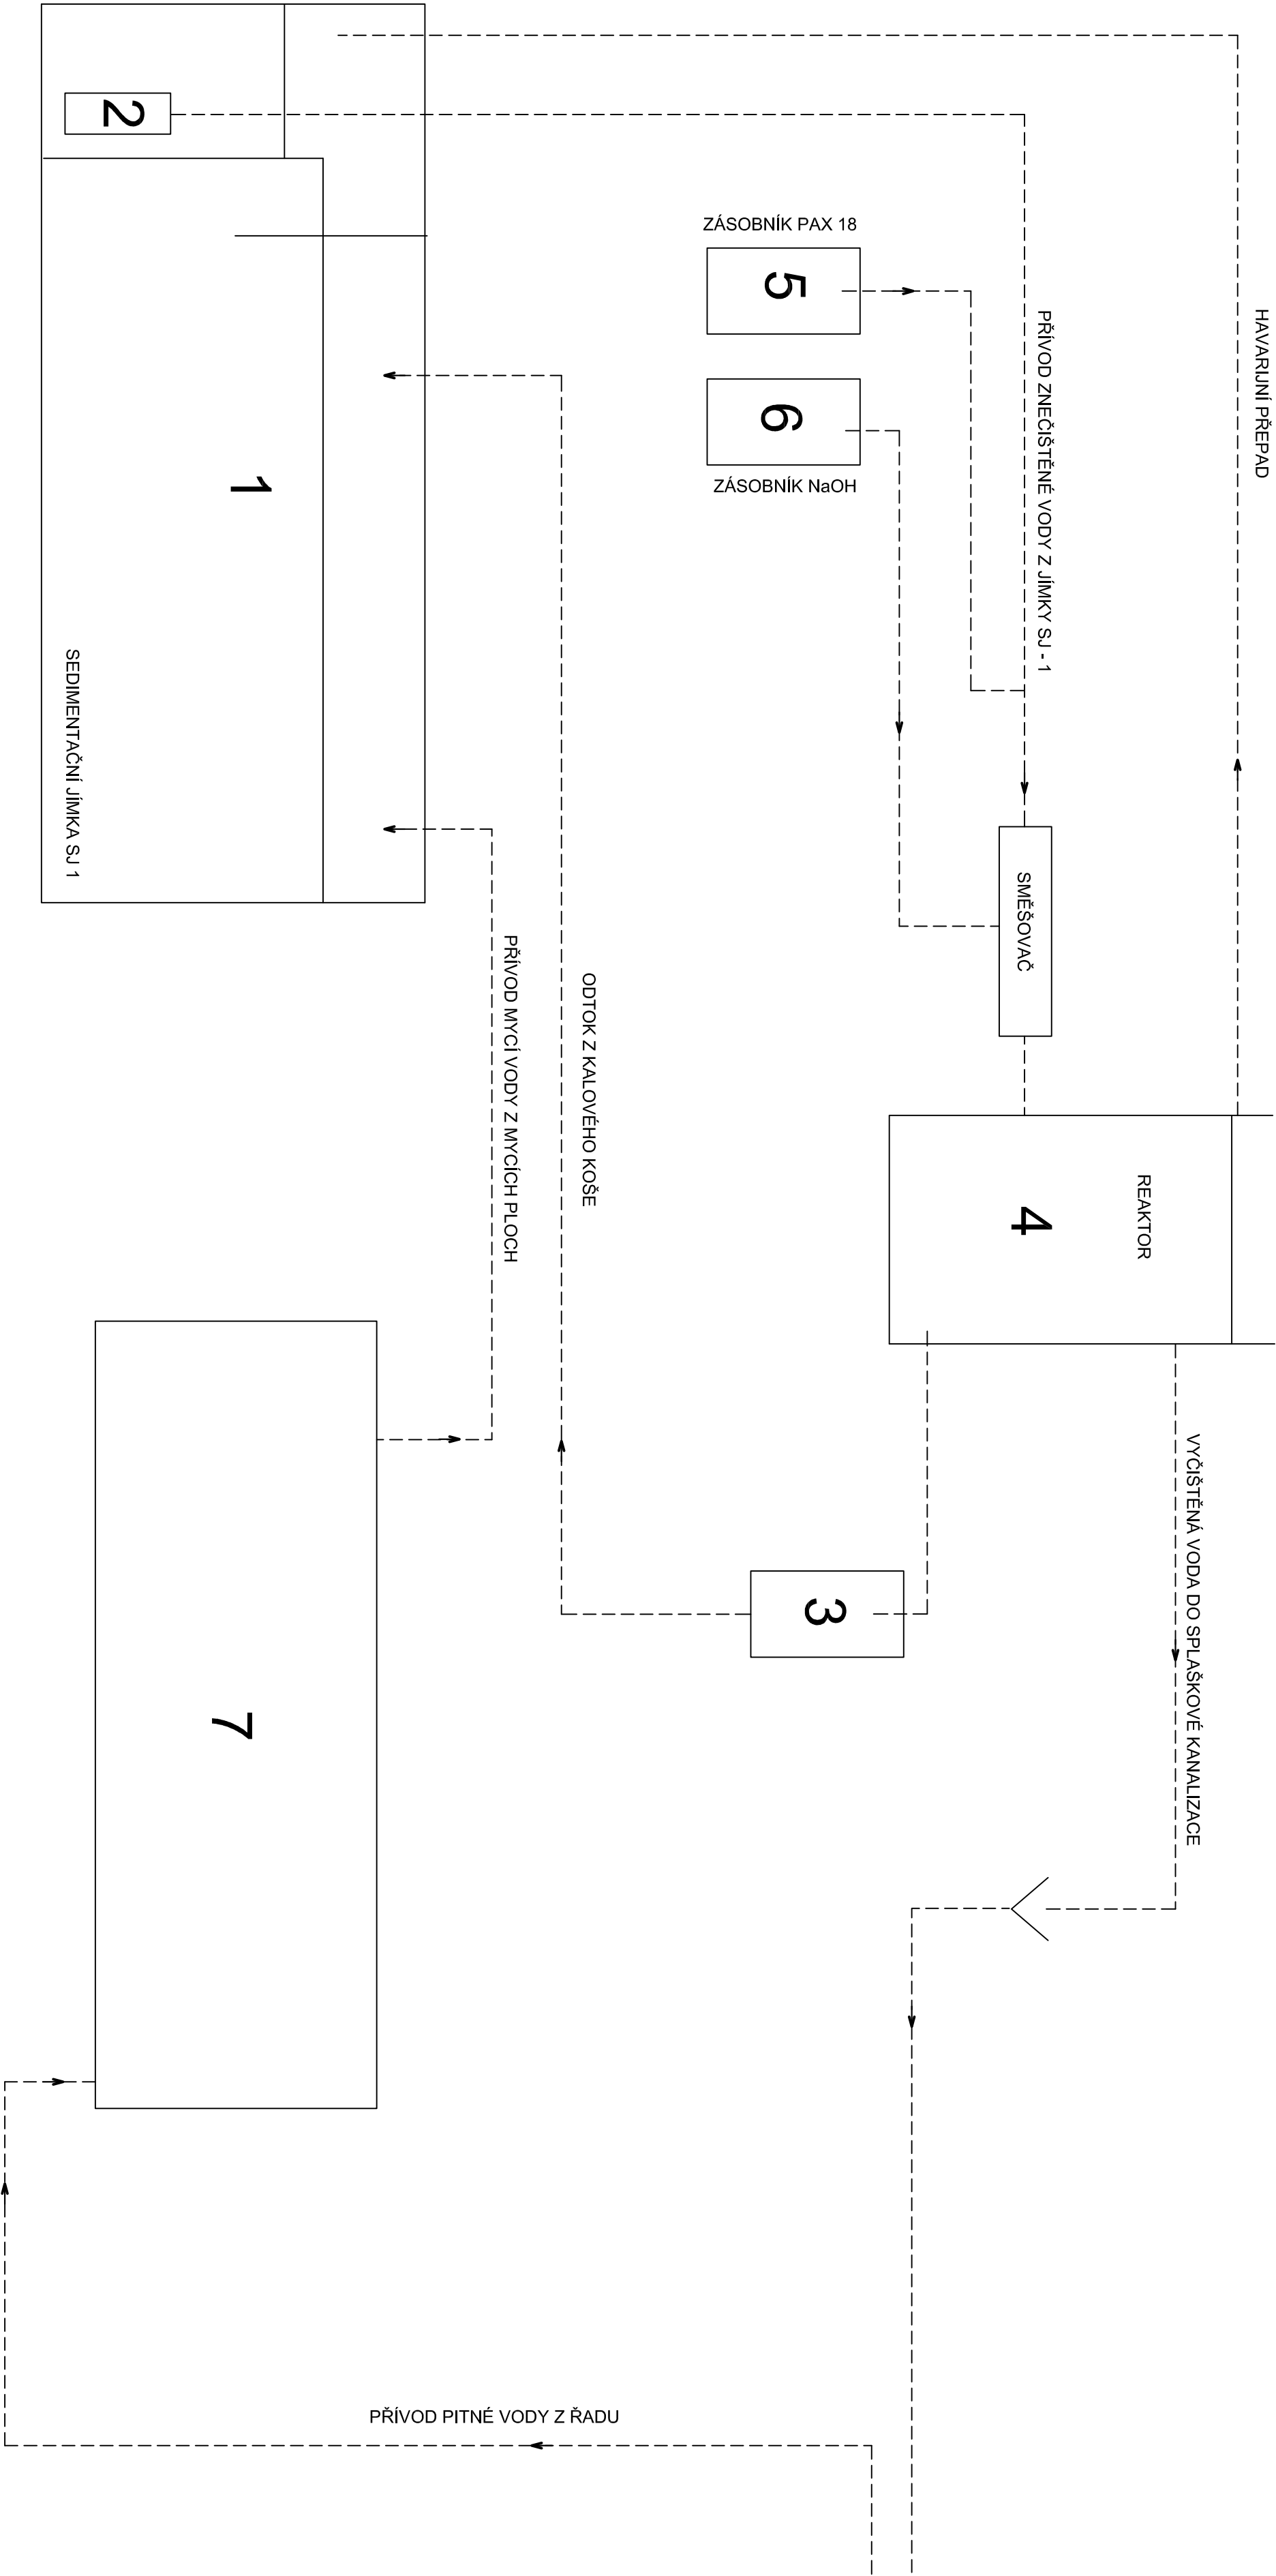 HAVARIJNÍ PŘEPAD
2
ZÁSOBNÍK PAX 18
5
PŘÍVOD ZNEČIŠTĚNÉ VODY Z JÍMKY SJ - 1
6
ZÁSOBNÍK NaOH
1
SEDIMENTAČNÍ JÍMKA SJ 1
SMĚŠOVAČ
PŘÍVOD MYCÍ VODY Z MYCÍCH PLOCH
ODTOK Z KALOVÉHO KOŠE
REAKTOR
4
VYČIŠTĚNÁ VODA DO SPLAŠKOVÉ KANALIZACE
3
7
PŘÍVOD PITNÉ VODY Z ŘADU